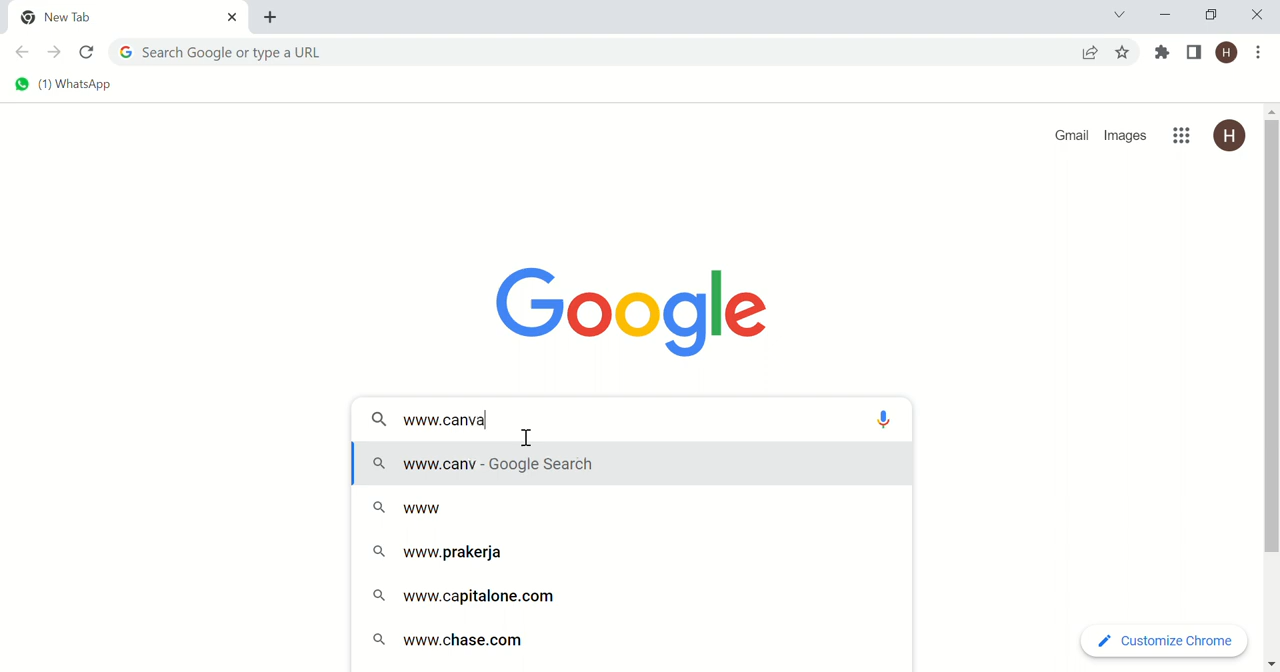 New Tab
Search Google or type a URL
H
(1) WhatsApp
Gmail Images H
Google
www.canva
www.canv - Google Search
www
www.prakerja
www.capitalone.com
www.chase.com
Customize Chrome